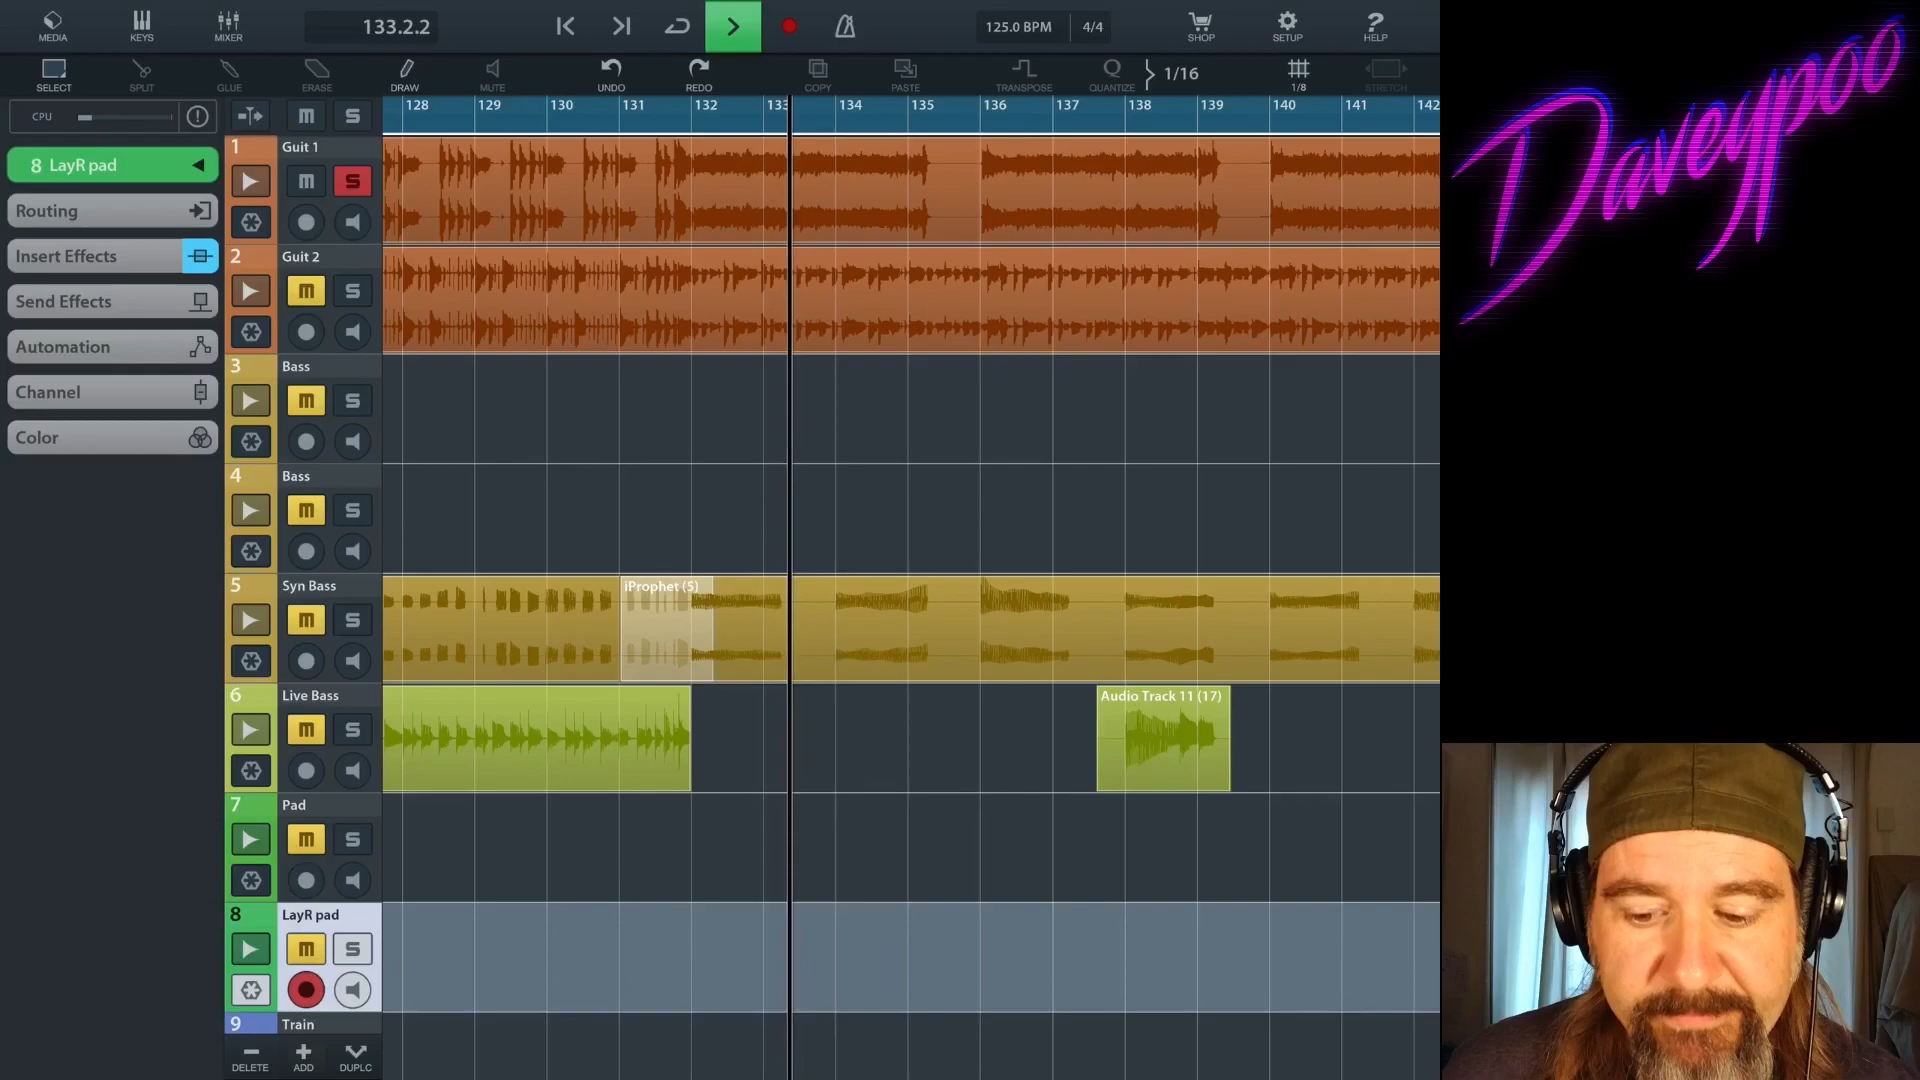 133.2.2
125.0 BPM 4/4
MEDIA KEYS MIXER SHOP SETUP HELP
1/16
SELECT SPLIT GLUE ERASE DRAW MUTE UNDO REDO COPY PASTE TRANSPOSE QUANTIZE 1/8 STRETCH
CPU M S
128 129 130 131 132 133 134 135 136 137 138 139 140 141 142
8 LayR pad
Routing
Insert Effects
Send Effects
Automation
Channel
Color
1 Guit 1
M S
2 Guit 2
M S
3 Bass
M S
4 Bass
M S
5 Syn Bass
iProphet (5)
M S
6 Live Bass
Audio Track 11 (17)
M S
7 Pad
M S
8 LayR pad
M S
9 Train
DELETE ADD DUPLC
Daveypoo